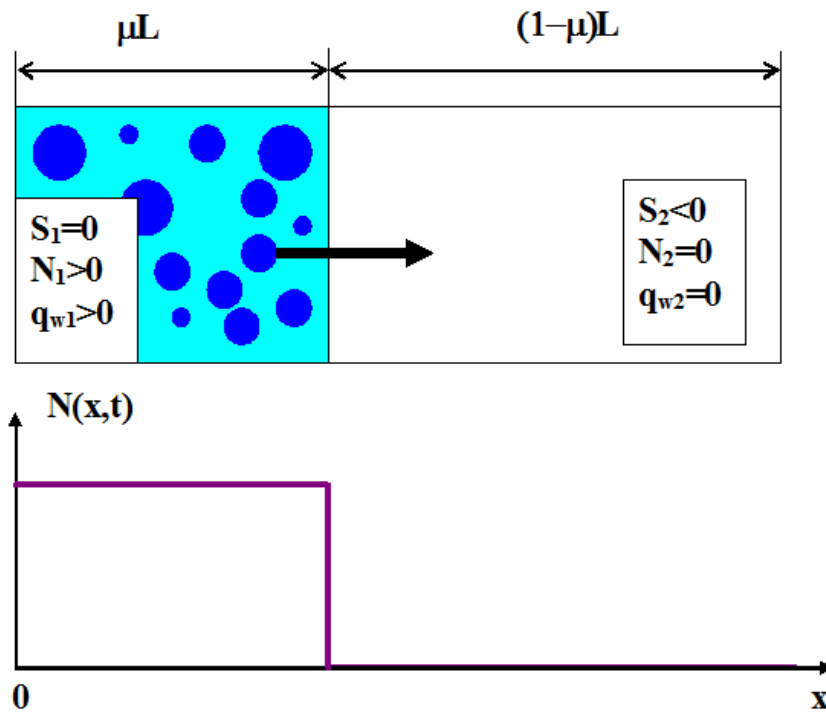 μL
(1−μ)L
S₁=0
N₁>0
q_w1>0
S₂<0
N₂=0
q_w2=0
N(x,t)
0
x